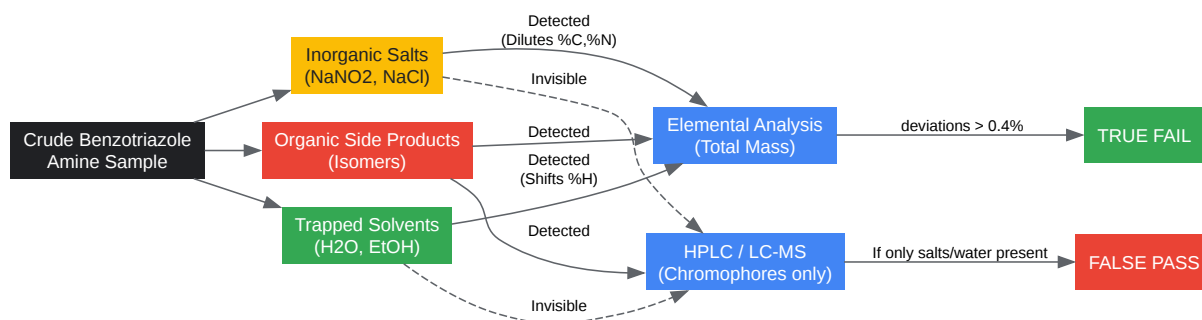 Crude Benzotriazole
Amine Sample
Inorganic Salts
(NaNO2, NaCl)
Organic Side Products
(Isomers)
Trapped Solvents
(H2O, EtOH)
Detected
(Dilutes %C,%N)
Invisible
Detected
Detected
(Shifts %H)
Detected
Invisible
Elemental Analysis
(Total Mass)
HPLC / LC-MS
(Chromophores only)
deviations > 0.4%
If only salts/water present
TRUE FAIL
FALSE PASS